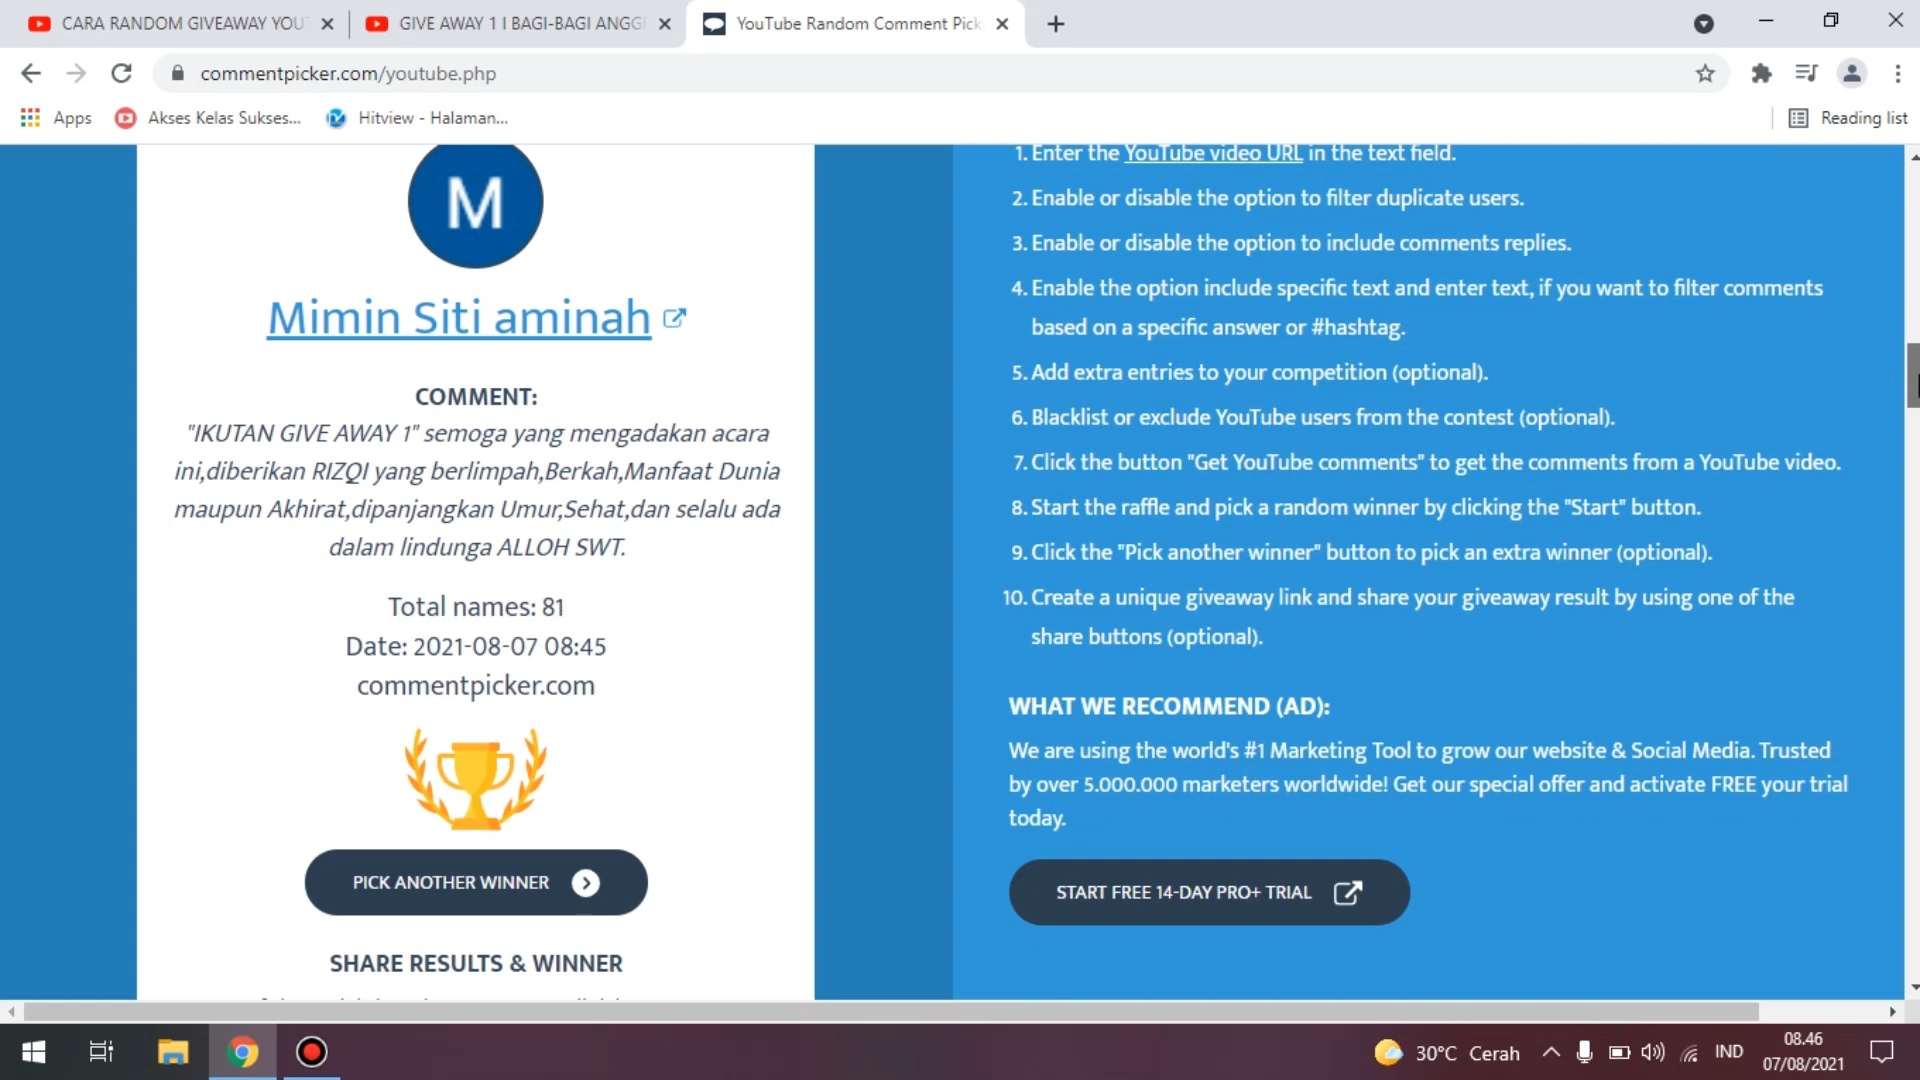 CARA RANDOM GIVEAWAY YOU
GIVE AWAY 1 I BAGI-BAGI ANGG
YouTube Random Comment Pick
commentpicker.com/youtube.php
Apps
Akses Kelas Sukses...
Hitview - Halaman...
Reading list
M
Mimin Siti aminah
COMMENT:
"IKUTAN GIVE AWAY 1" semoga yang mengadakan acara
ini,diberikan RIZQI yang berlimpah,Berkah,Manfaat Dunia
maupun Akhirat,dipanjangkan Umur,Sehat,dan selalu ada
dalam lindunga ALLOH SWT.
Total names: 81
Date: 2021-08-07 08:45
commentpicker.com
PICK ANOTHER WINNER
SHARE RESULTS & WINNER
1. Enter the YouTube video URL in the text field.
2. Enable or disable the option to filter duplicate users.
3. Enable or disable the option to include comments replies.
4. Enable the option include specific text and enter text, if you want to filter comments
based on a specific answer or #hashtag.
5. Add extra entries to your competition (optional).
6. Blacklist or exclude YouTube users from the contest (optional).
7. Click the button "Get YouTube comments" to get the comments from a YouTube video.
8. Start the raffle and pick a random winner by clicking the "Start" button.
9. Click the "Pick another winner" button to pick an extra winner (optional).
10. Create a unique giveaway link and share your giveaway result by using one of the
share buttons (optional).
WHAT WE RECOMMEND (AD):
We are using the world's #1 Marketing Tool to grow our website & Social Media. Trusted
by over 5.000.000 marketers worldwide! Get our special offer and activate FREE your trial
today.
START FREE 14-DAY PRO+ TRIAL
30°C Cerah
IND
08.46
07/08/2021